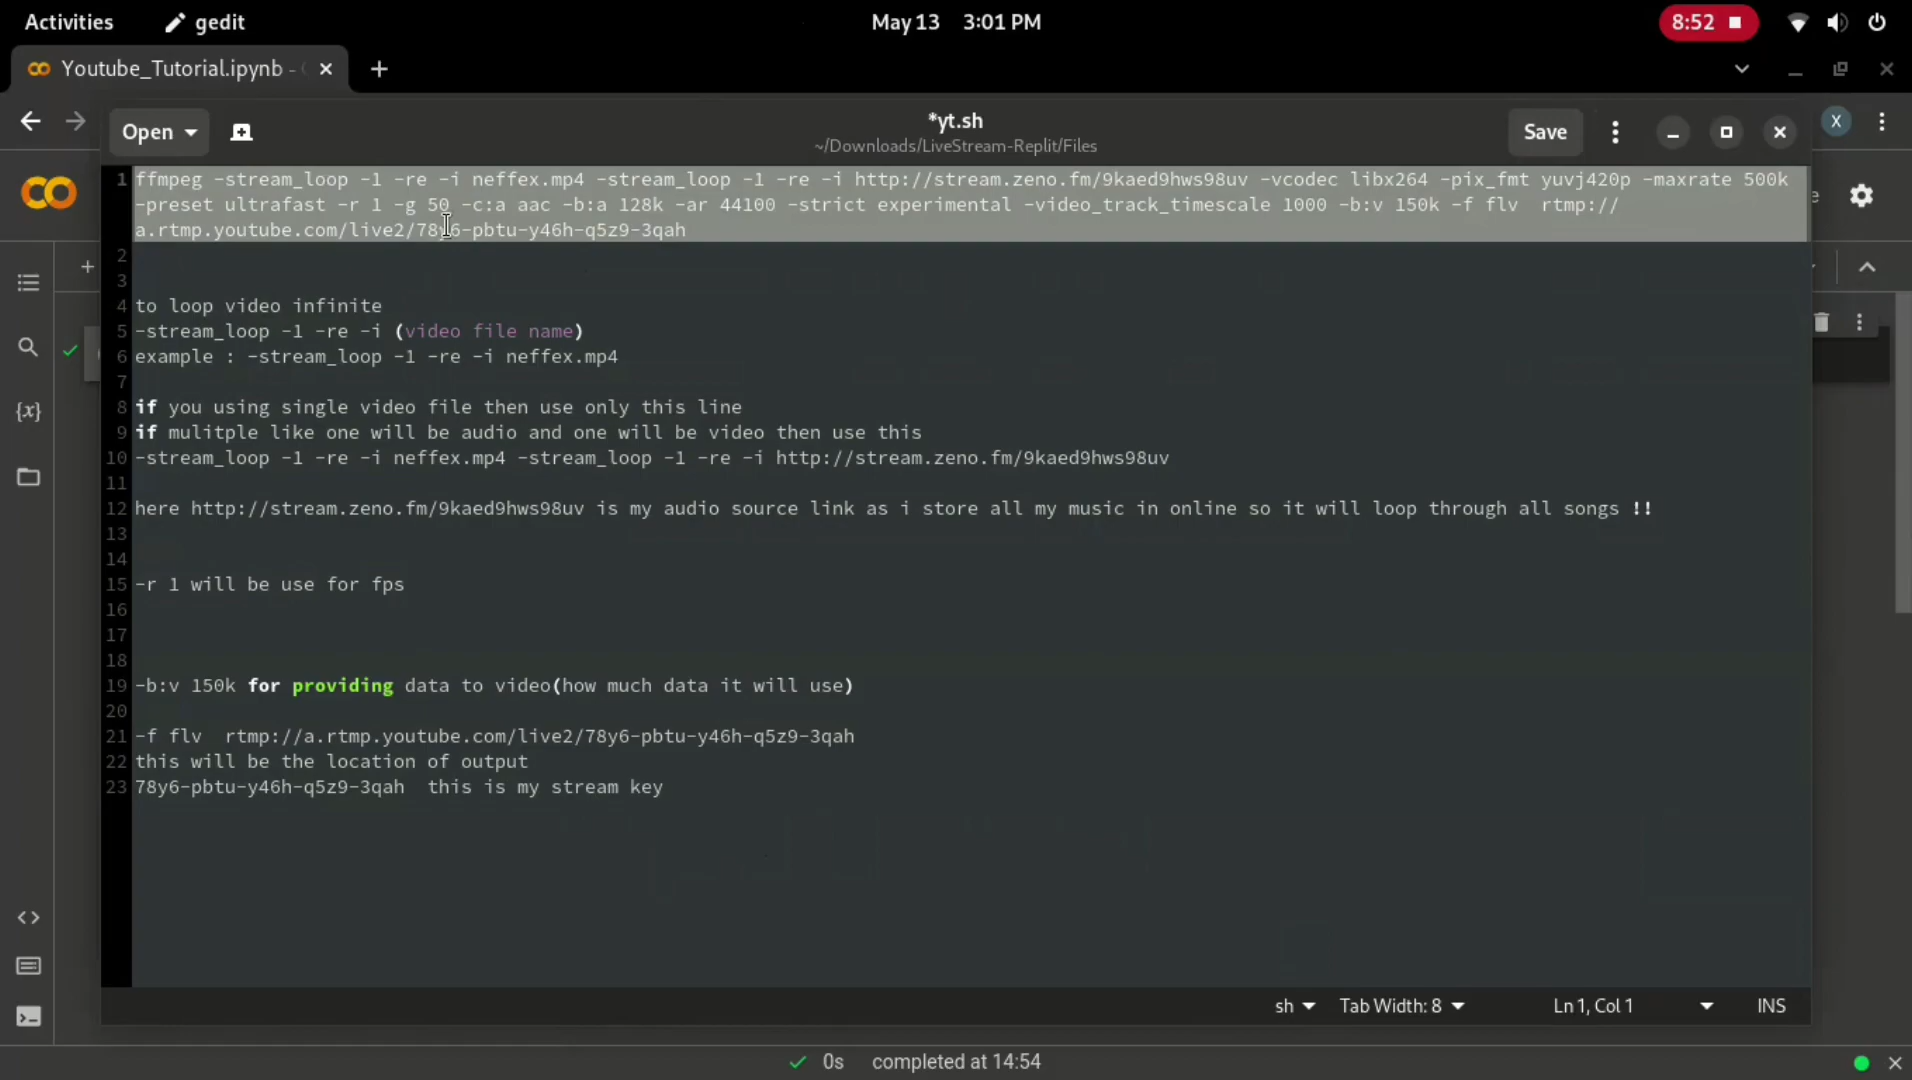 Activities gedit May 13 3:01 PM 8:52
Youtube_Tutorial.ipynb -
Open *yt.sh Save X
~/Downloads/LiveStream-Replit/Files
1 ffmpeg -stream_loop -1 -re -i neffex.mp4 -stream_loop -1 -re -i http://stream.zeno.fm/9kaed9hws98uv -vcodec libx264 -pix_fmt yuvj420p -maxrate 500k
-preset ultrafast -r 1 -g 50 -c:a aac -b:a 128k -ar 44100 -strict experimental -video_track_timescale 1000 -b:v 150k -f flv  rtmp://
a.rtmp.youtube.com/live2/78y6-pbtu-y46h-q5z9-3qah
2
3
4 to loop video infinite
5 -stream_loop -1 -re -i (video file name)
6 example : -stream_loop -1 -re -i neffex.mp4
7
8 if you using single video file then use only this line
9 if mulitple like one will be audio and one will be video then use this
10 -stream_loop -1 -re -i neffex.mp4 -stream_loop -1 -re -i http://stream.zeno.fm/9kaed9hws98uv
11
12 here http://stream.zeno.fm/9kaed9hws98uv is my audio source link as i store all my music in online so it will loop through all songs !!
13
14
15 -r 1 will be use for fps
16
17
18
19 -b:v 150k for providing data to video(how much data it will use)
20
21 -f flv  rtmp://a.rtmp.youtube.com/live2/78y6-pbtu-y46h-q5z9-3qah
22 this will be the location of output
23 78y6-pbtu-y46h-q5z9-3qah  this is my stream key
sh Tab Width: 8 Ln 1, Col 1 INS
0s completed at 14:54